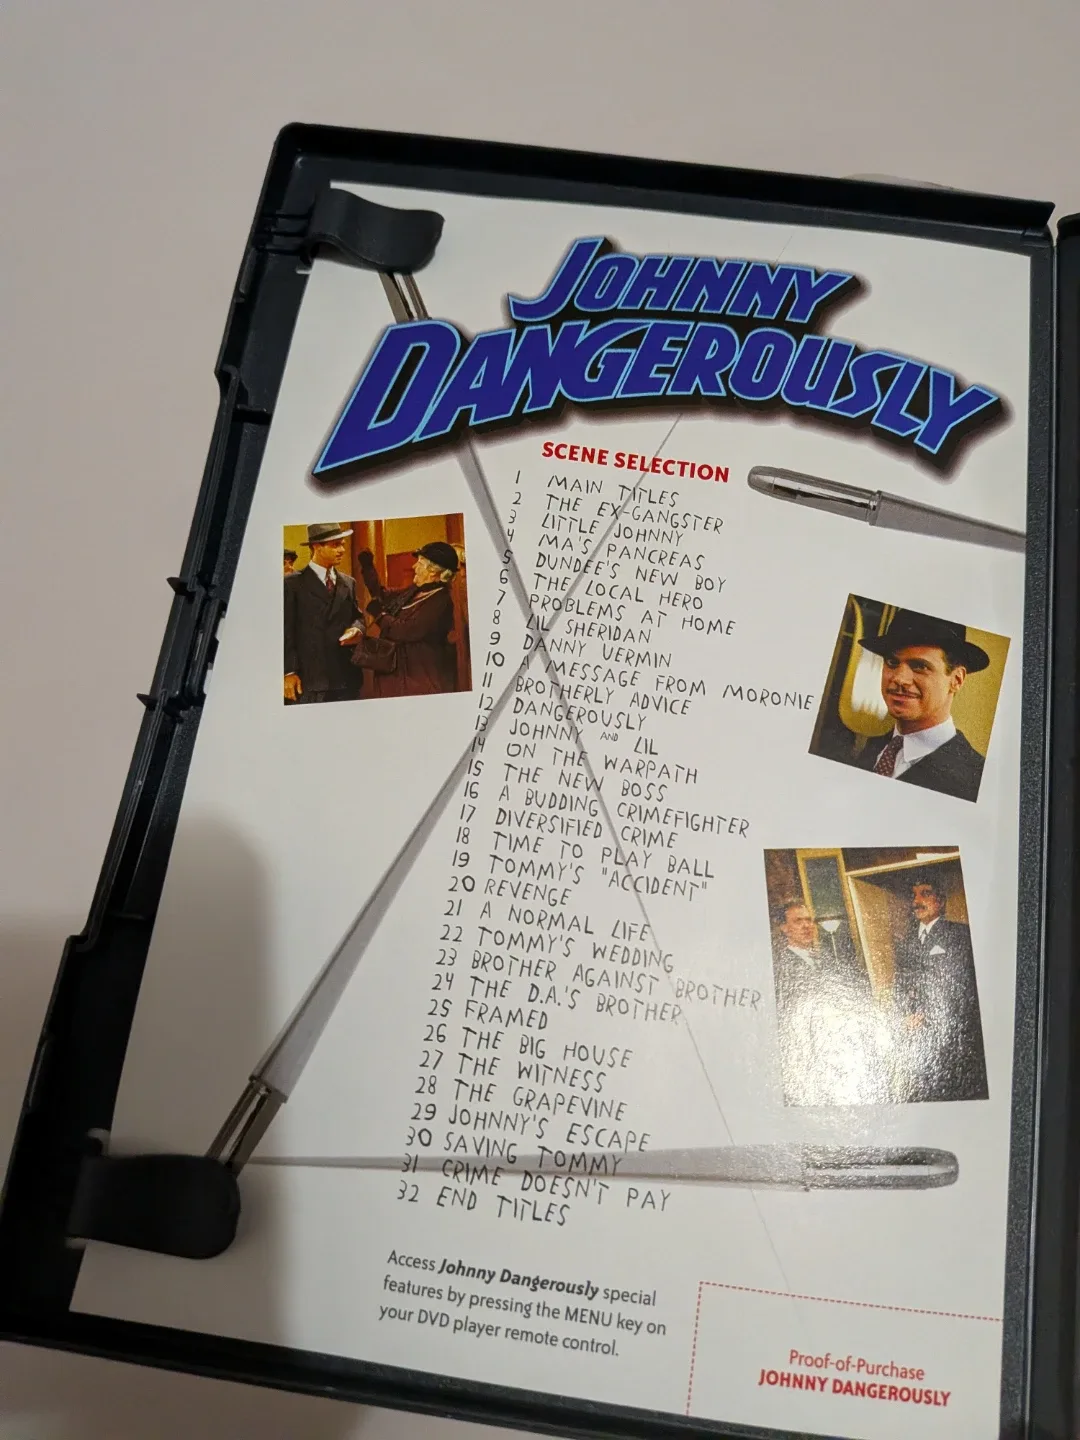 JOHNNY
DANGEROUSLY
SCENE SELECTION
1 MAIN TITLES
2 THE EX-GANGSTER
3 LITTLE JOHNNY
4 MA'S PANCREAS
5 DUNDEE'S NEW BOY
6 THE LOCAL HERO
7 PROBLEMS AT HOME
8 LIL SHERIDAN
9 DANNY VERMIN
10 A MESSAGE FROM MORONIE
11 BROTHERLY ADVICE
12 DANGEROUSLY
13 JOHNNY AND LIL
14 ON THE WARPATH
15 THE NEW BOSS
16 A BUDDING CRIMEFIGHTER
17 DIVERSIFIED CRIME
18 TIME TO PLAY BALL
19 TOMMY'S "ACCIDENT"
20 REVENGE
21 A NORMAL LIFE
22 TOMMY'S WEDDING
23 BROTHER AGAINST BROTHER
24 THE D.A.'S BROTHER
25 FRAMED
26 THE BIG HOUSE
27 THE WITNESS
28 THE GRAPEVINE
29 JOHNNY'S ESCAPE
30 SAVING TOMMY
31 CRIME DOESN'T PAY
32 END TITLES
Access Johnny Dangerously special
features by pressing the MENU key on
your DVD player remote control.
Proof-of-Purchase
JOHNNY DANGEROUSLY